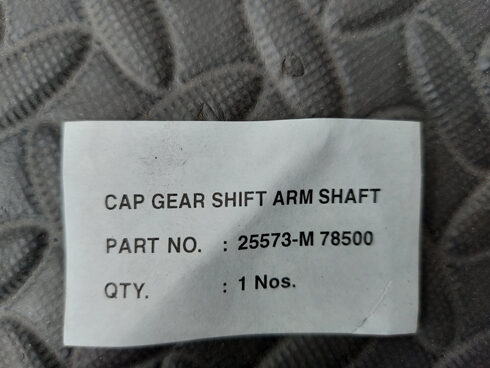 CAP GEAR SHIFT ARM SHAFT
PART NO. : 25573-M 78500
QTY. : 1 Nos.